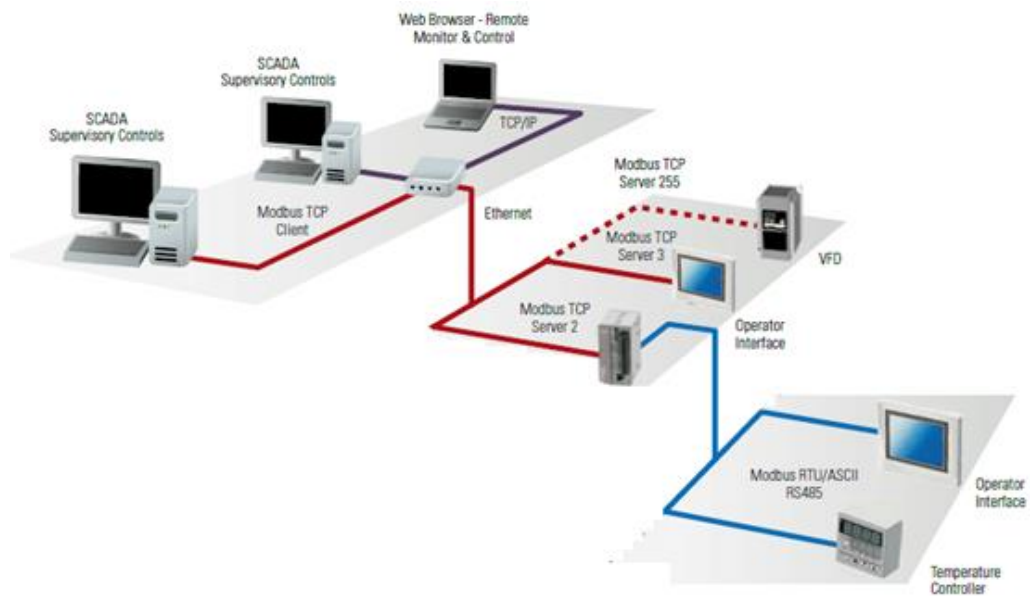 Web Browser - Remote
Monitor & Control
SCADA
Supervisory Controls
SCADA
Supervisory Controls
TCP/IP
Modbus TCP
Client
Ethernet
Modbus TCP
Server 255
Modbus TCP
Server 3
VFD
Modbus TCP
Server 2
Operator
Interface
Modbus RTU/ASCII
RS485
Operator
Interface
Temperature
Controller